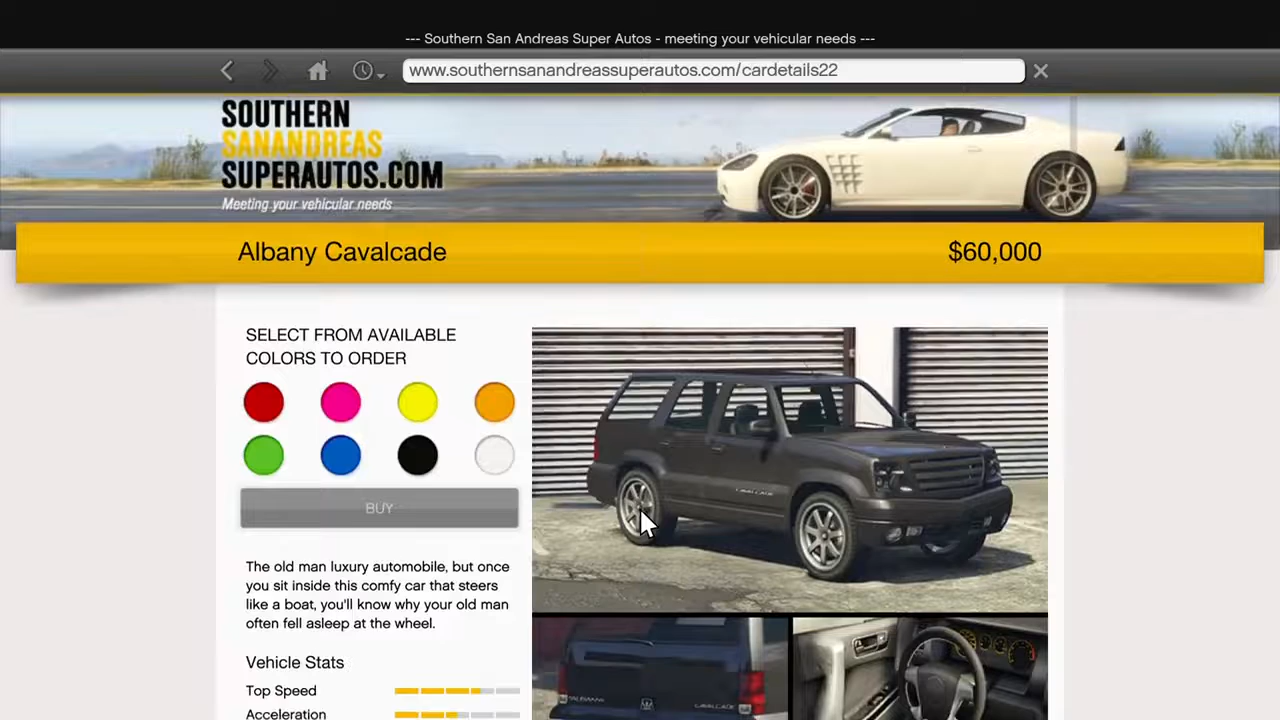 --- Southern San Andreas Super Autos - meeting your vehicular needs ---
www.southernsanandreassuperautos.com/cardetails22
SOUTHERN
SANANDREAS
SUPERAUTOS.COM
Meeting your vehicular needs
Albany Cavalcade
$60,000
SELECT FROM AVAILABLE
COLORS TO ORDER
BUY
The old man luxury automobile, but once
you sit inside this comfy car that steers
like a boat, you'll know why your old man
often fell asleep at the wheel.
Vehicle Stats
Top Speed
Acceleration
CAVALCADE
CAVALCADE